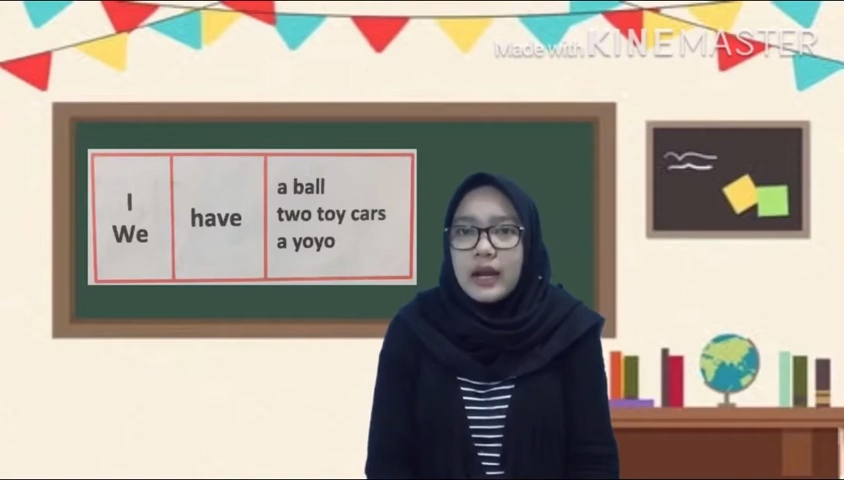 Made with KINEMASTER
I
We
have
a ball
two toy cars
a yoyo